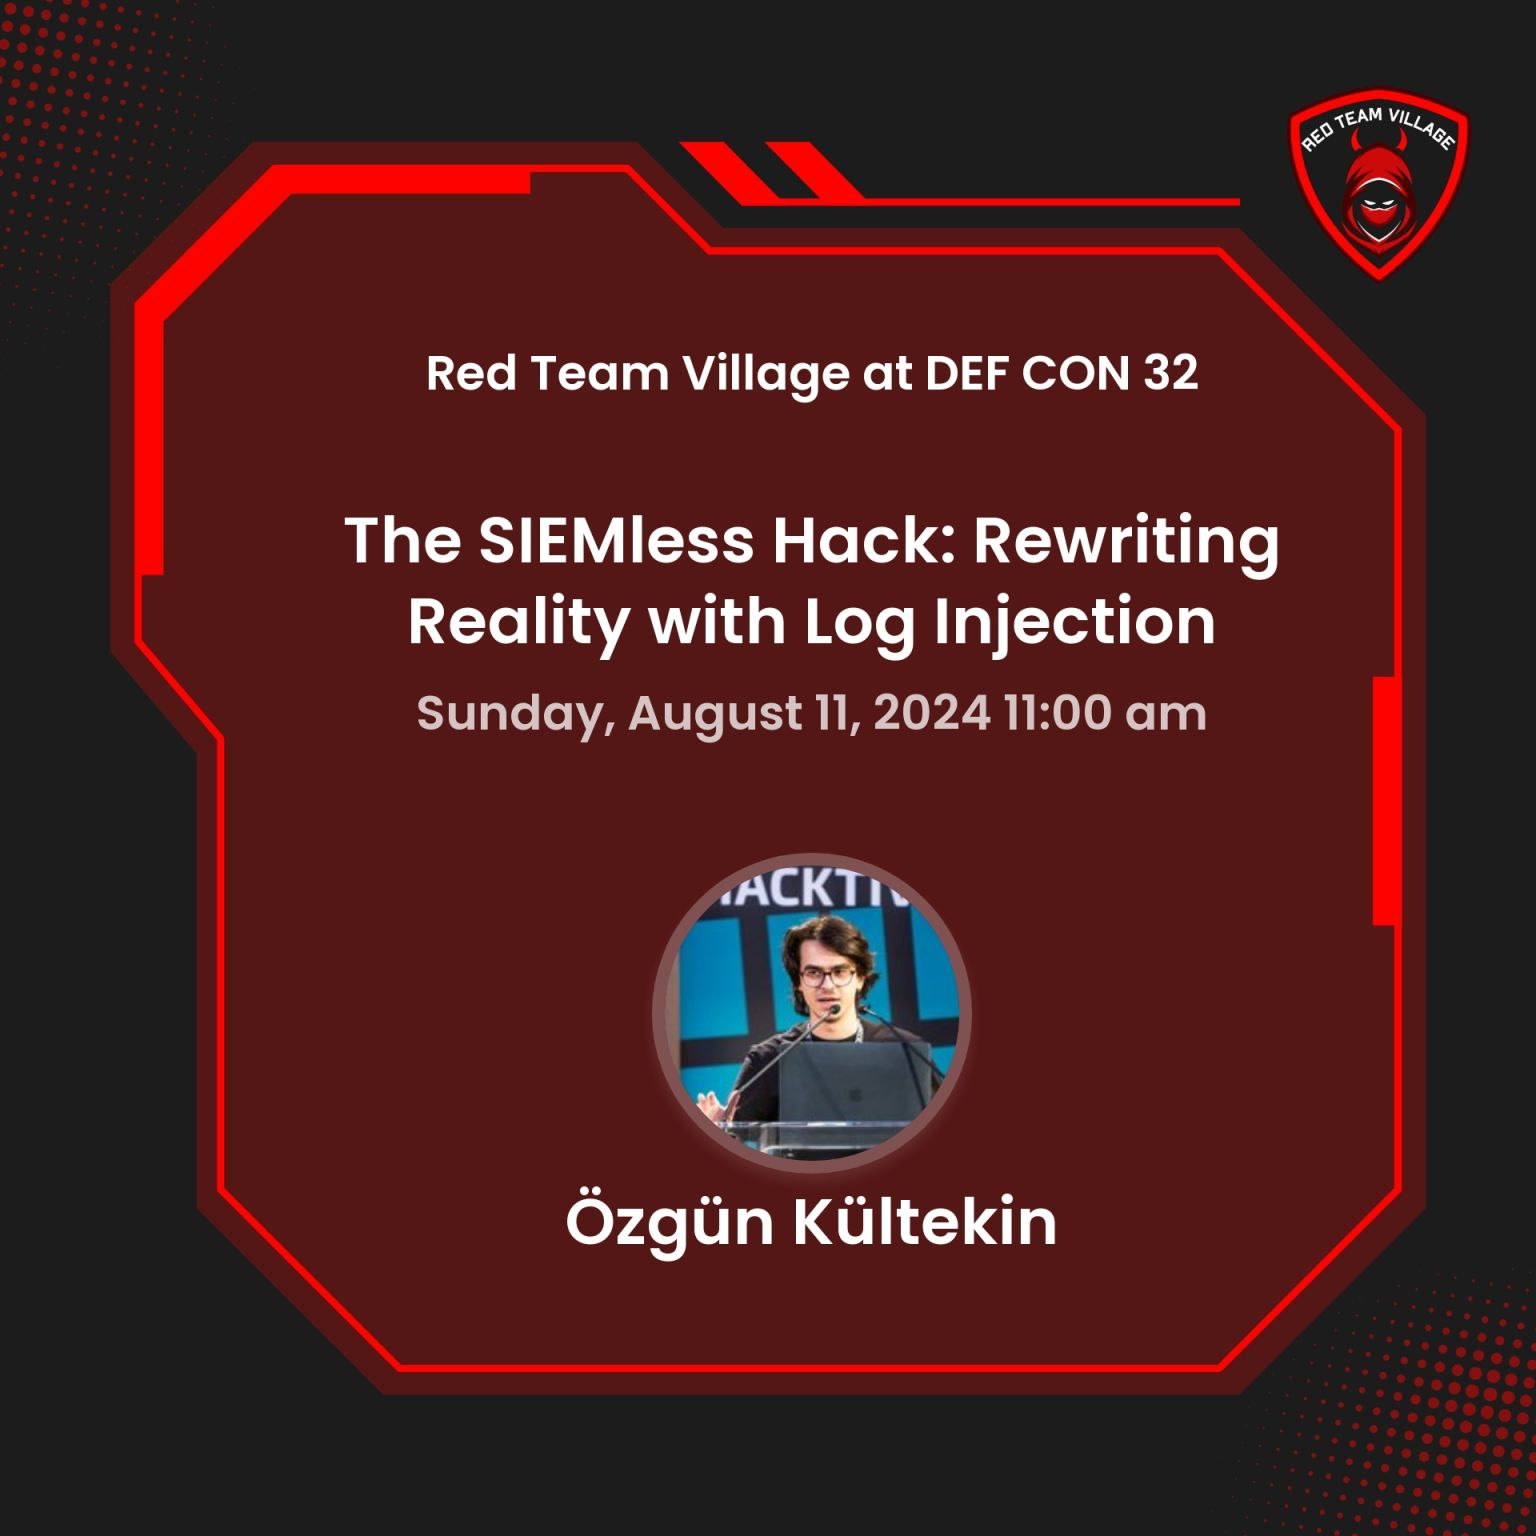 RED TEAM VILLAGE
Red Team Village at DEF CON 32
The SIEMless Hack: Rewriting
Reality with Log Injection
Sunday, August 11, 2024 11:00 am
Özgün Kültekin